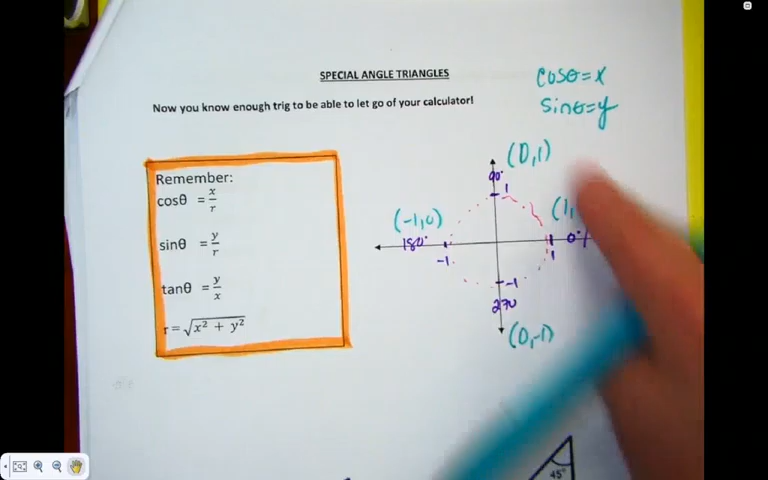 SPECIAL ANGLE TRIANGLES
cosθ = x
sinθ = y
Now you know enough trig to be able to let go of your calculator!
Remember:
cosθ = x/r
sinθ = y/r
tanθ = y/x
r = √x² + y²
(0,1)
90°
1
(-1,0)
(1,
180°
0°/
-1
1
-1
270
(0,-1)
45°